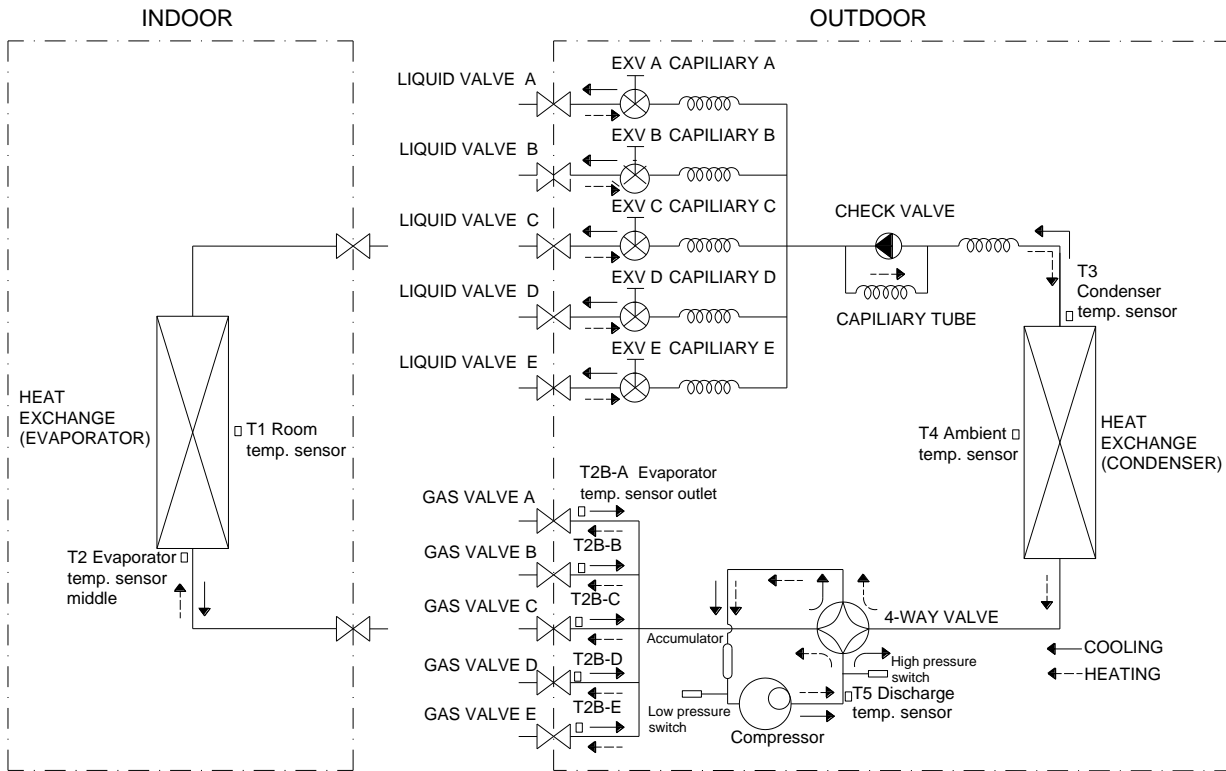 INDOOR
OUTDOOR
LIQUID VALVE A
EXV A CAPILIARY A
LIQUID VALVE B
EXV B CAPILIARY B
LIQUID VALVE C
EXV C CAPILIARY C
LIQUID VALVE D
EXV D CAPILIARY D
LIQUID VALVE E
EXV E CAPILIARY E
CHECK VALVE
CAPILIARY TUBE
T3
Condenser
temp. sensor
HEAT
EXCHANGE
(EVAPORATOR)
T1 Room
temp. sensor
T4 Ambient
temp. sensor
HEAT
EXCHANGE
(CONDENSER)
T2 Evaporator
temp. sensor
middle
T2B-A Evaporator
temp. sensor outlet
GAS VALVE A
GAS VALVE B
T2B-B
GAS VALVE C
T2B-C
GAS VALVE D
T2B-D
GAS VALVE E
T2B-E
Accumulator
4-WAY VALVE
High pressure
switch
Low pressure
switch
T5 Discharge
temp. sensor
Compressor
COOLING
HEATING